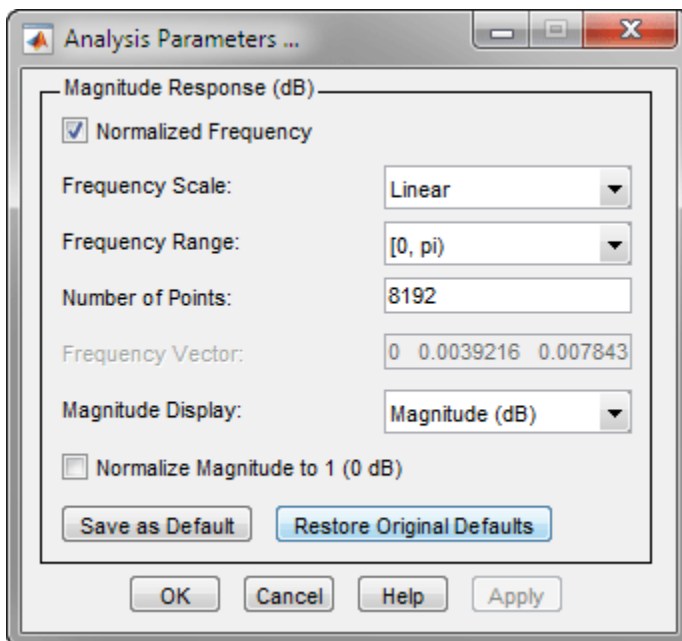 Analysis Parameters ...
Magnitude Response (dB)
Normalized Frequency
Frequency Scale: Linear
Frequency Range: [0, pi)
Number of Points: 8192
Frequency Vector: 0 0.0039216 0.007843
Magnitude Display: Magnitude (dB)
Normalize Magnitude to 1 (0 dB)
Save as Default Restore Original Defaults
OK Cancel Help Apply